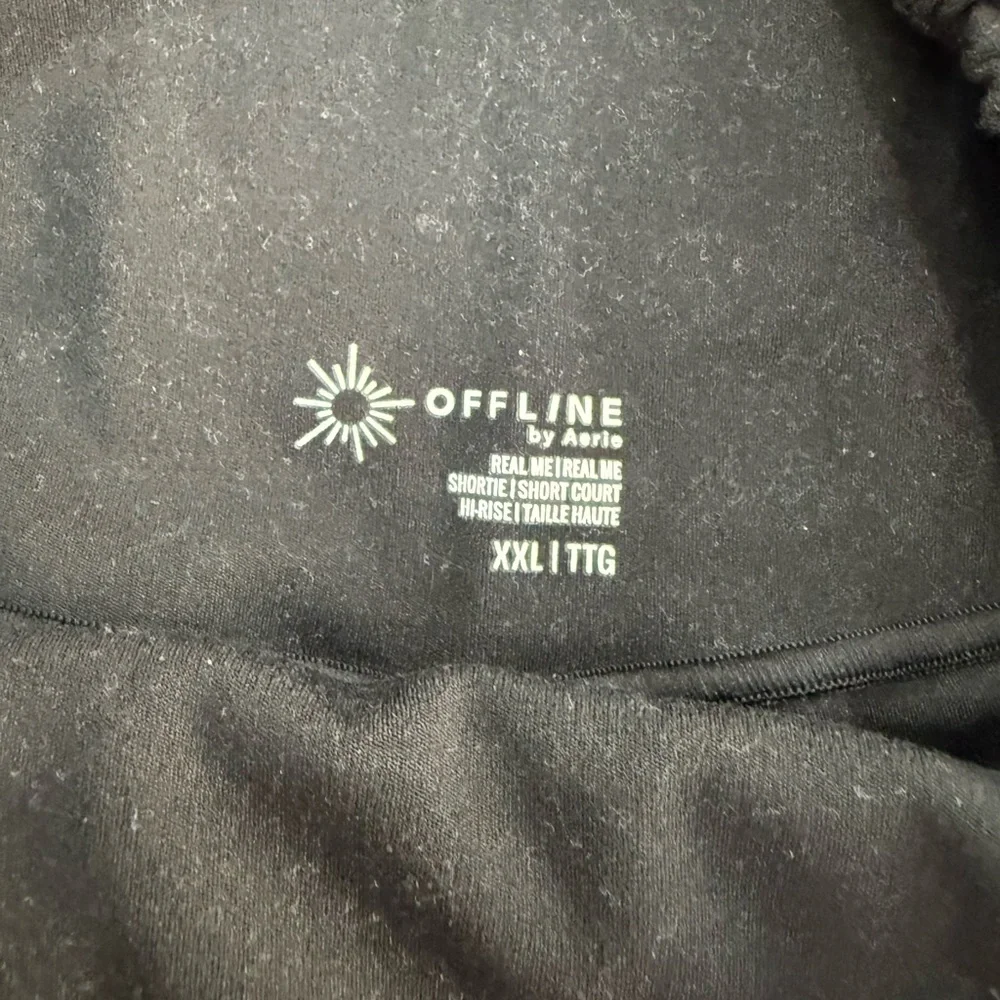 OFFLINE
by Aerie
REAL ME | REAL ME
SHORTIE | SHORT COURT
HI-RISE | TAILLE HAUTE
XXL | TTG